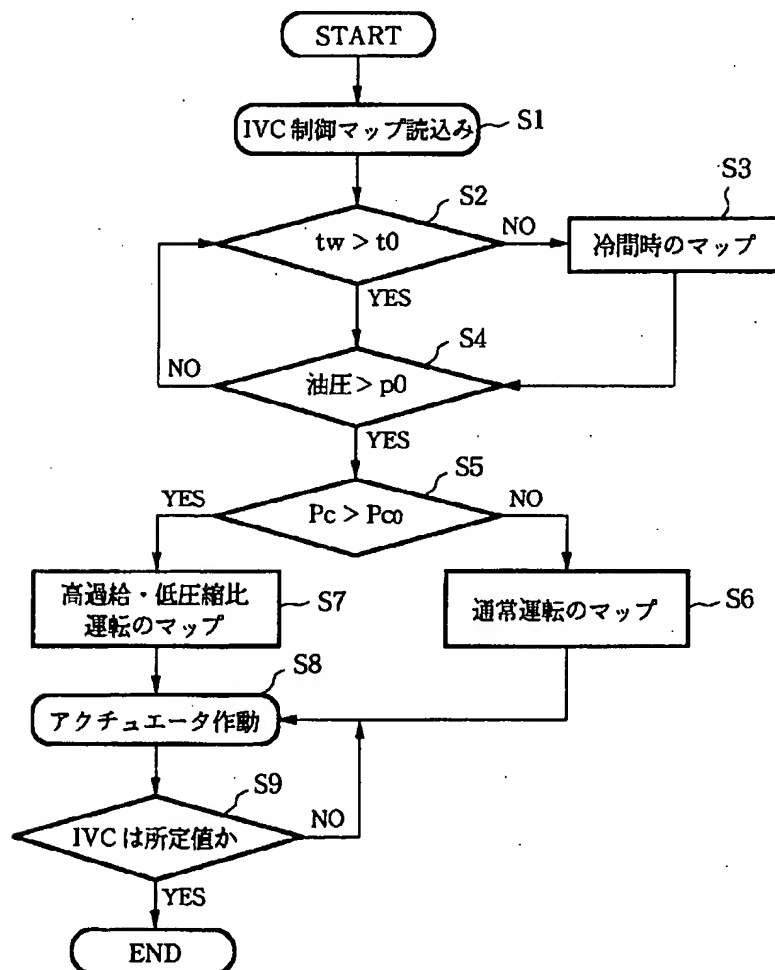 START
IVC 制御マップ読込み
S1
S2
tw > t0
NO
YES
S3
冷間時のマップ
S4
油圧 > p0
NO
YES
S5
Pc > Pc0
YES
NO
高過給・低圧縮比
運転のマップ
S7
通常運転のマップ
S6
S8
アクチュエータ作動
S9
IVC は所定値か
NO
YES
END